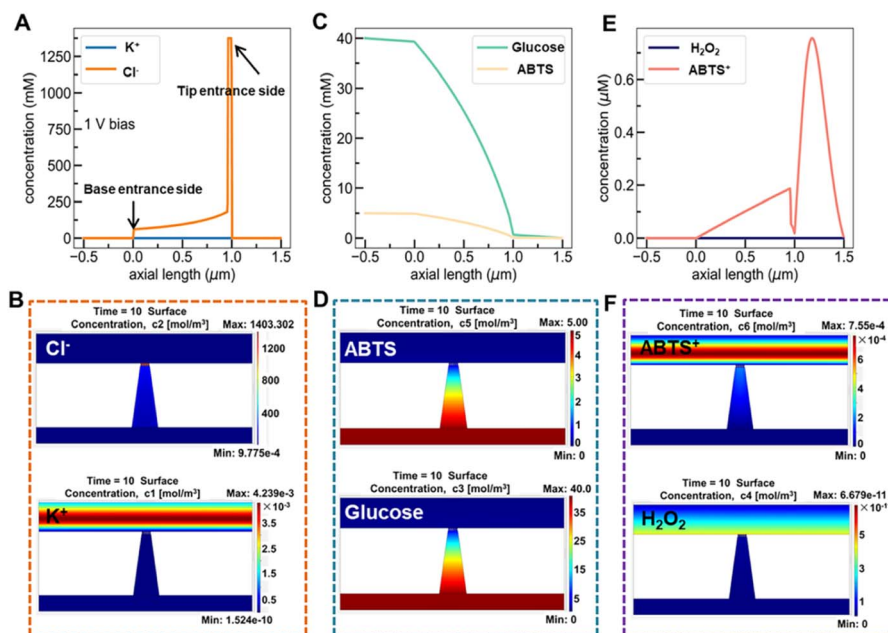 A
K⁺
Cl⁻
Tip entrance side
1 V bias
Base entrance side
concentration (mM)
1250
1000
750
500
250
0
−0.5 0.0 0.5 1.0 1.5
axial length (μm)
C
Glucose
ABTS
concentration (mM)
40
30
20
10
0
−0.5 0.0 0.5 1.0 1.5
axial length (μm)
E
H₂O₂
ABTS⁺
concentration (μM)
0.6
0.4
0.2
0.0
−0.5 0.0 0.5 1.0 1.5
axial length (μm)
B
Time = 10 Surface
Concentration, c2 [mol/m³] Max: 1403.302
Cl⁻
1200
800
400
Min: 9.775e-4
Time = 10 Surface
Concentration, c1 [mol/m³] Max: 4.239e-3
K⁺
×10⁻³
3.5
2.5
1.5
0.5
Min: 1.524e-10
D
Time = 10 Surface
Concentration, c5 [mol/m³] Max: 5.00
ABTS
5
4
3
2
1
0
Min: 0
Time = 10 Surface
Concentration, c3 [mol/m³] Max: 40.0
Glucose
35
25
15
5
Min: 0
F
Time = 10 Surface
Concentration, c6 [mol/m³] Max: 7.55e-4
ABTS⁺
×10⁻⁴
6
4
2
0
Min: 0
Time = 10 Surface
Concentration, c4 [mol/m³] Max: 6.679e-11
H₂O₂
×10⁻¹
5
3
1
Min: 0